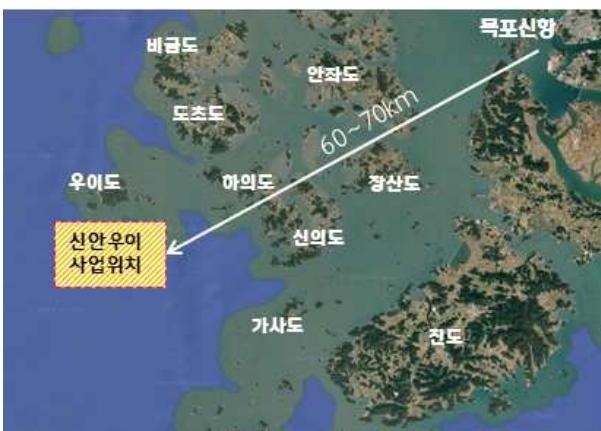 목포신항
비금도
안좌도
도초도
60~70km
우이도
하의도
장산도
신안우이
사업위치
신의도
가사도
진도